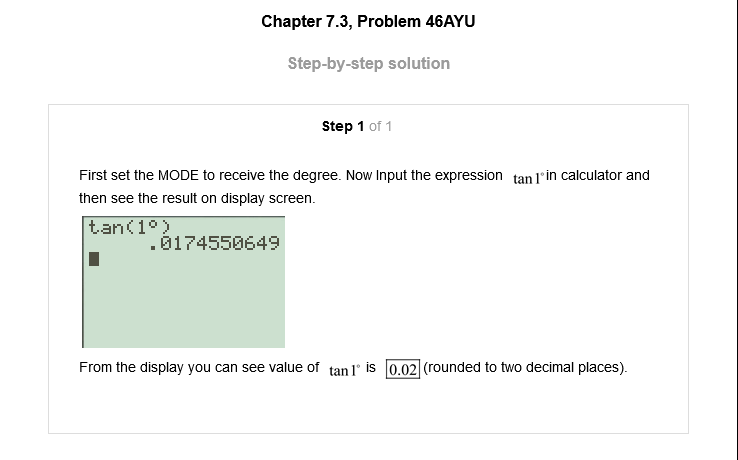 Chapter 7.3, Problem 46AYU
Step-by-step solution
Step 1 of 1
First set the MODE to receive the degree. Now Input the expression tan 1° in calculator and
then see the result on display screen.
tan(1°)
.0174550649
From the display you can see value of tan 1° is 0.02 (rounded to two decimal places).